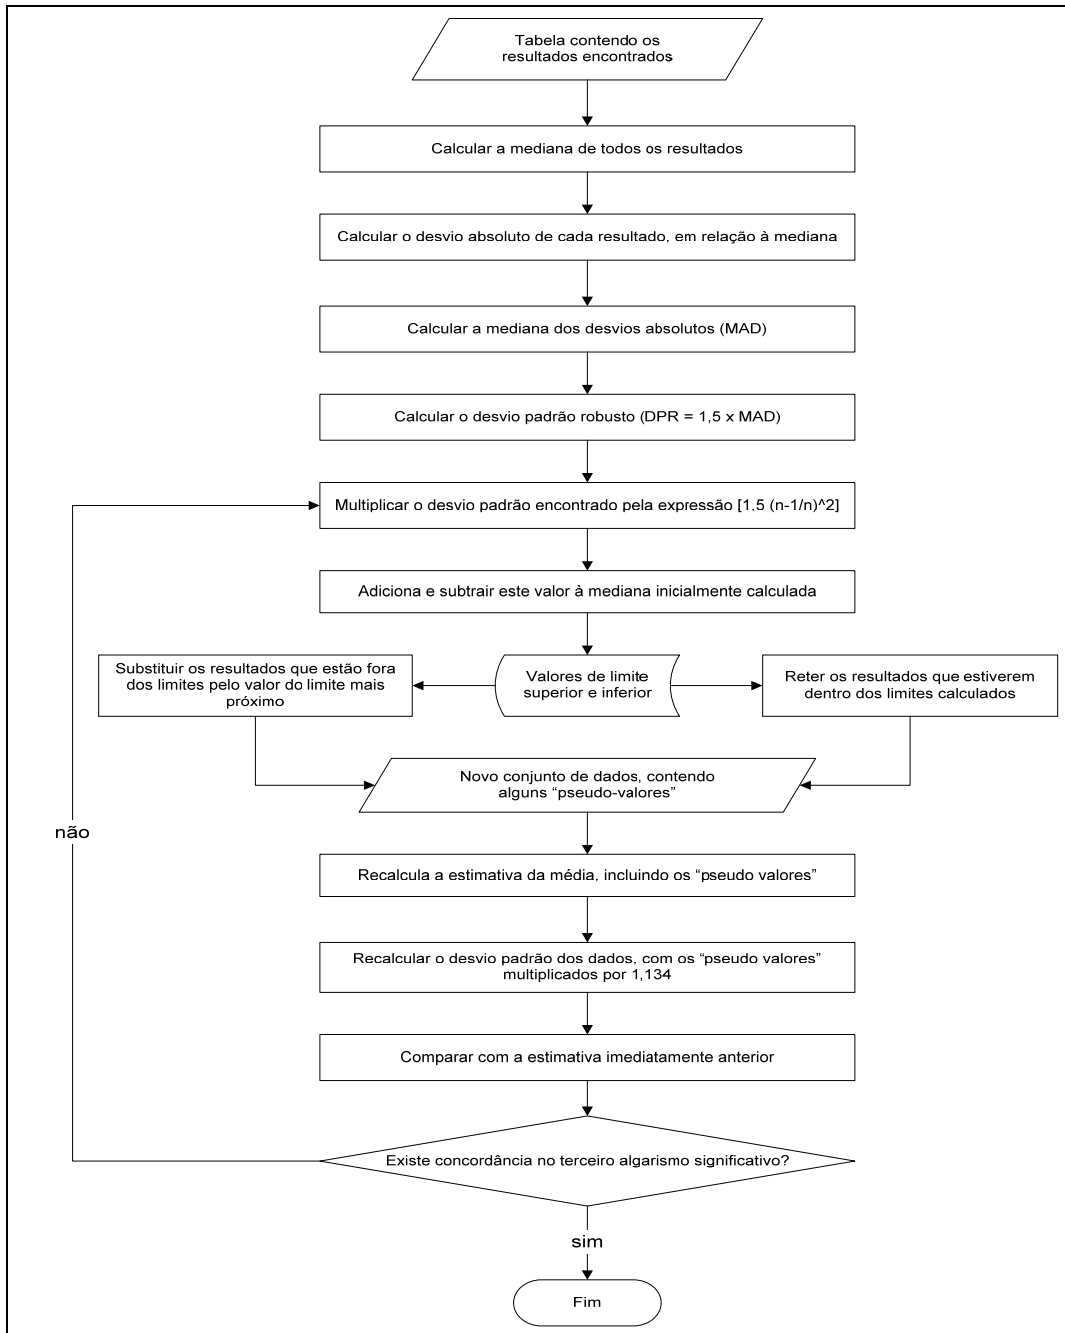 Tabela contendo os
resultados encontrados
Calcular a mediana de todos os resultados
Calcular o desvio absoluto de cada resultado, em relação à mediana
Calcular a mediana dos desvios absolutos (MAD)
Calcular o desvio padrão robusto (DPR = 1,5 x MAD)
Multiplicar o desvio padrão encontrado pela expressão [1,5 (n-1/n)^2]
Adiciona e subtrair este valor à mediana inicialmente calculada
Substituir os resultados que estão fora
dos limites pelo valor do limite mais
próximo
Valores de limite
superior e inferior
Reter os resultados que estiverem
dentro dos limites calculados
Novo conjunto de dados, contendo
alguns “pseudo-valores”
não
Recalcula a estimativa da média, incluindo os “pseudo valores”
Recalcular o desvio padrão dos dados, com os “pseudo valores”
multiplicados por 1,134
Comparar com a estimativa imediatamente anterior
Existe concordância no terceiro algarismo significativo?
sim
Fim